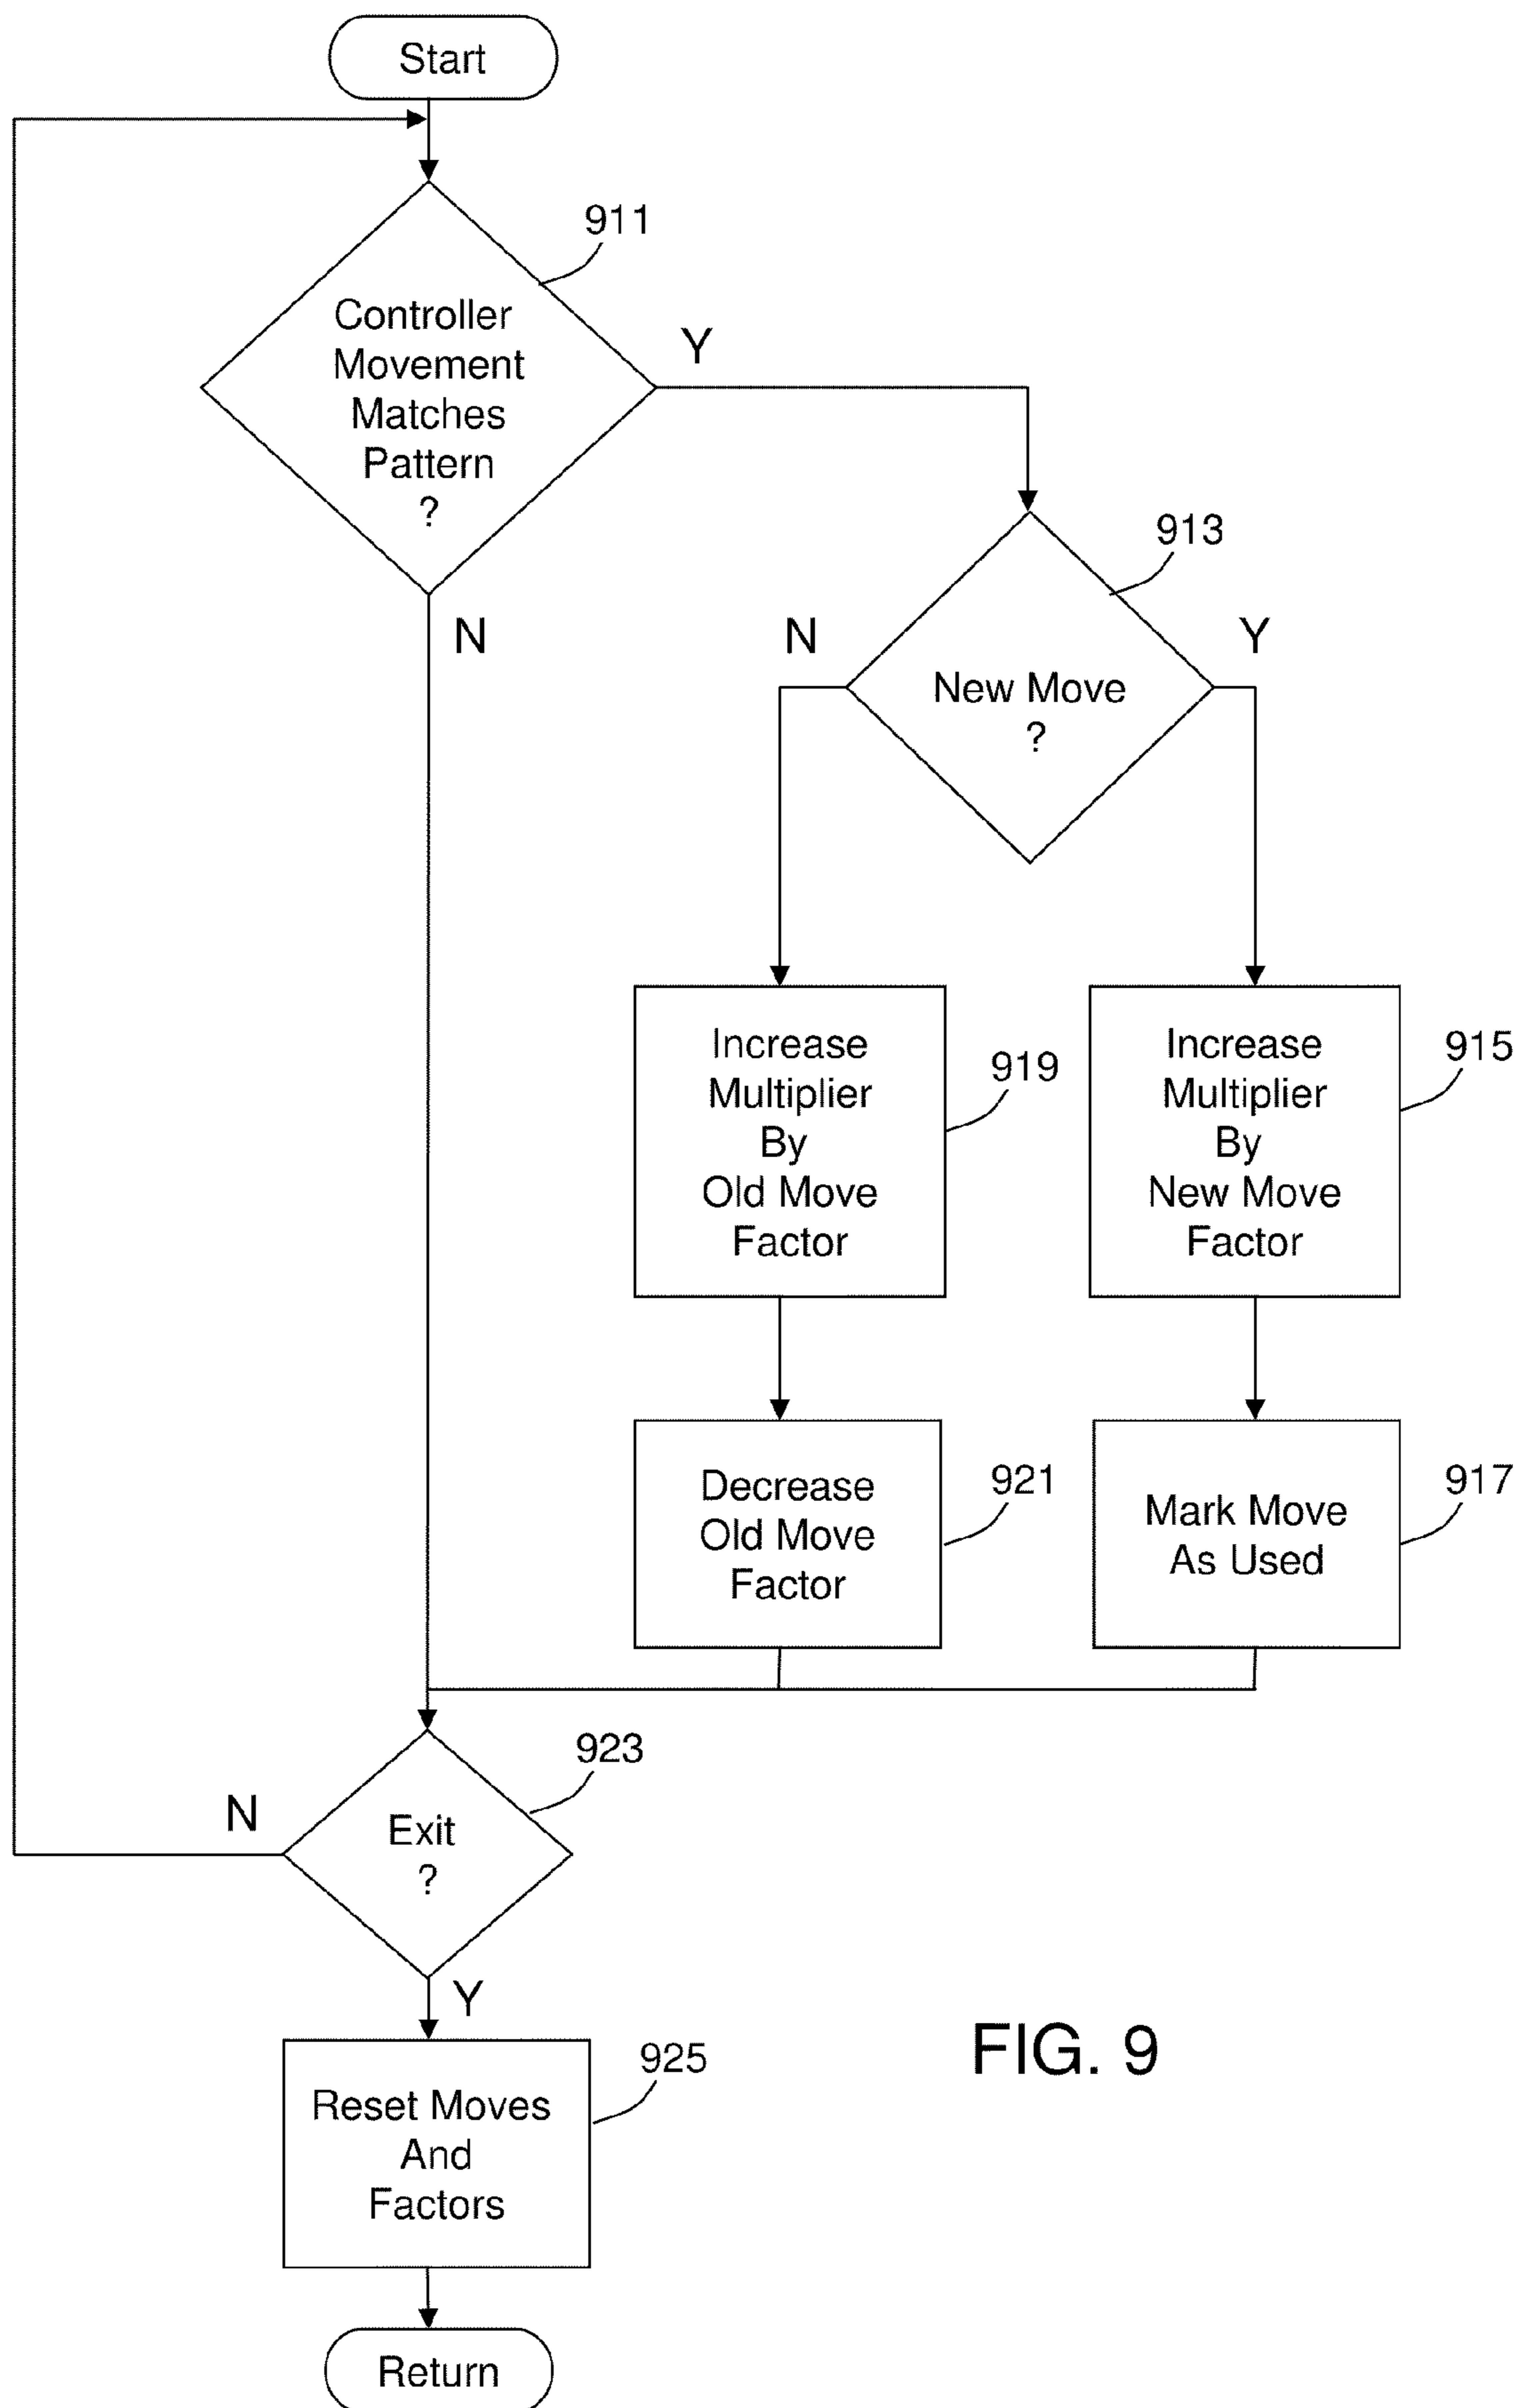 Start
911
Controller
Movement
Matches
Pattern
?
Y
N
913
N
Y
New Move
?
Increase
Multiplier
By
Old Move
Factor
919
Increase
Multiplier
By
New Move
Factor
915
Decrease
Old Move
Factor
921
Mark Move
As Used
917
923
N
Exit
?
Y
925
Reset Moves
And
Factors
FIG. 9
Return